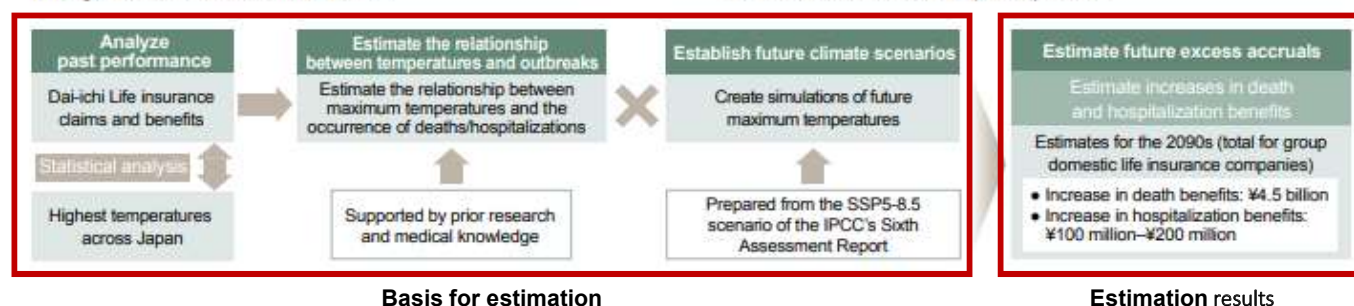 Analyze
past performance
Dai-ichi Life insurance
claims and benefits
Statistical analysis
Highest temperatures
across Japan
Estimate the relationship
between temperatures and outbreaks
Estimate the relationship between
maximum temperatures and the
occurrence of deaths/hospitalizations
Supported by prior research
and medical knowledge
Establish future climate scenarios
Create simulations of future
maximum temperatures
Prepared from the SSP5-8.5
scenario of the IPCC's Sixth
Assessment Report
Estimate future excess accruals
Estimate increases in death
and hospitalization benefits
Estimates for the 2090s (total for group
domestic life insurance companies)
● Increase in death benefits: ¥4.5 billion
● Increase in hospitalization benefits:
¥100 million–¥200 million
Basis for estimation
Estimation results